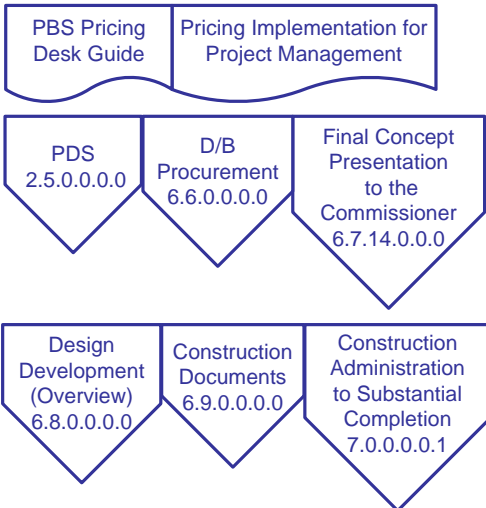 PBS Pricing
Desk Guide
Pricing Implementation for
Project Management
PDS
2.5.0.0.0.0
D/B
Procurement
6.6.0.0.0.0
Final Concept
Presentation
to the
Commissioner
6.7.14.0.0.0
Design
Development
(Overview)
6.8.0.0.0.0
Construction
Documents
6.9.0.0.0.0
Construction
Administration
to Substantial
Completion
7.0.0.0.0.1